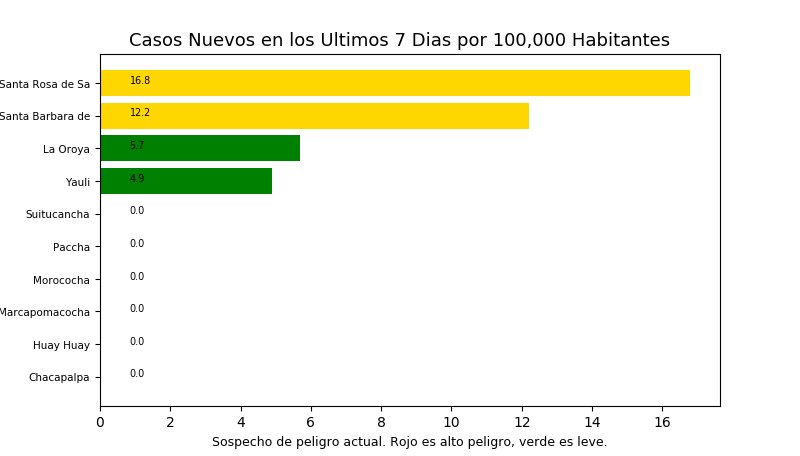 Casos Nuevos en los Ultimos 7 Dias por 100,000 Habitantes
Santa Rosa de Sa 16.8
Santa Barbara de 12.2
La Oroya 5.7
Yauli 4.9
Suitucancha 0.0
Paccha 0.0
Morococha 0.0
Marcapomacocha 0.0
Huay Huay 0.0
Chacapalpa 0.0
0 2 4 6 8 10 12 14 16
Sospecho de peligro actual. Rojo es alto peligro, verde es leve.